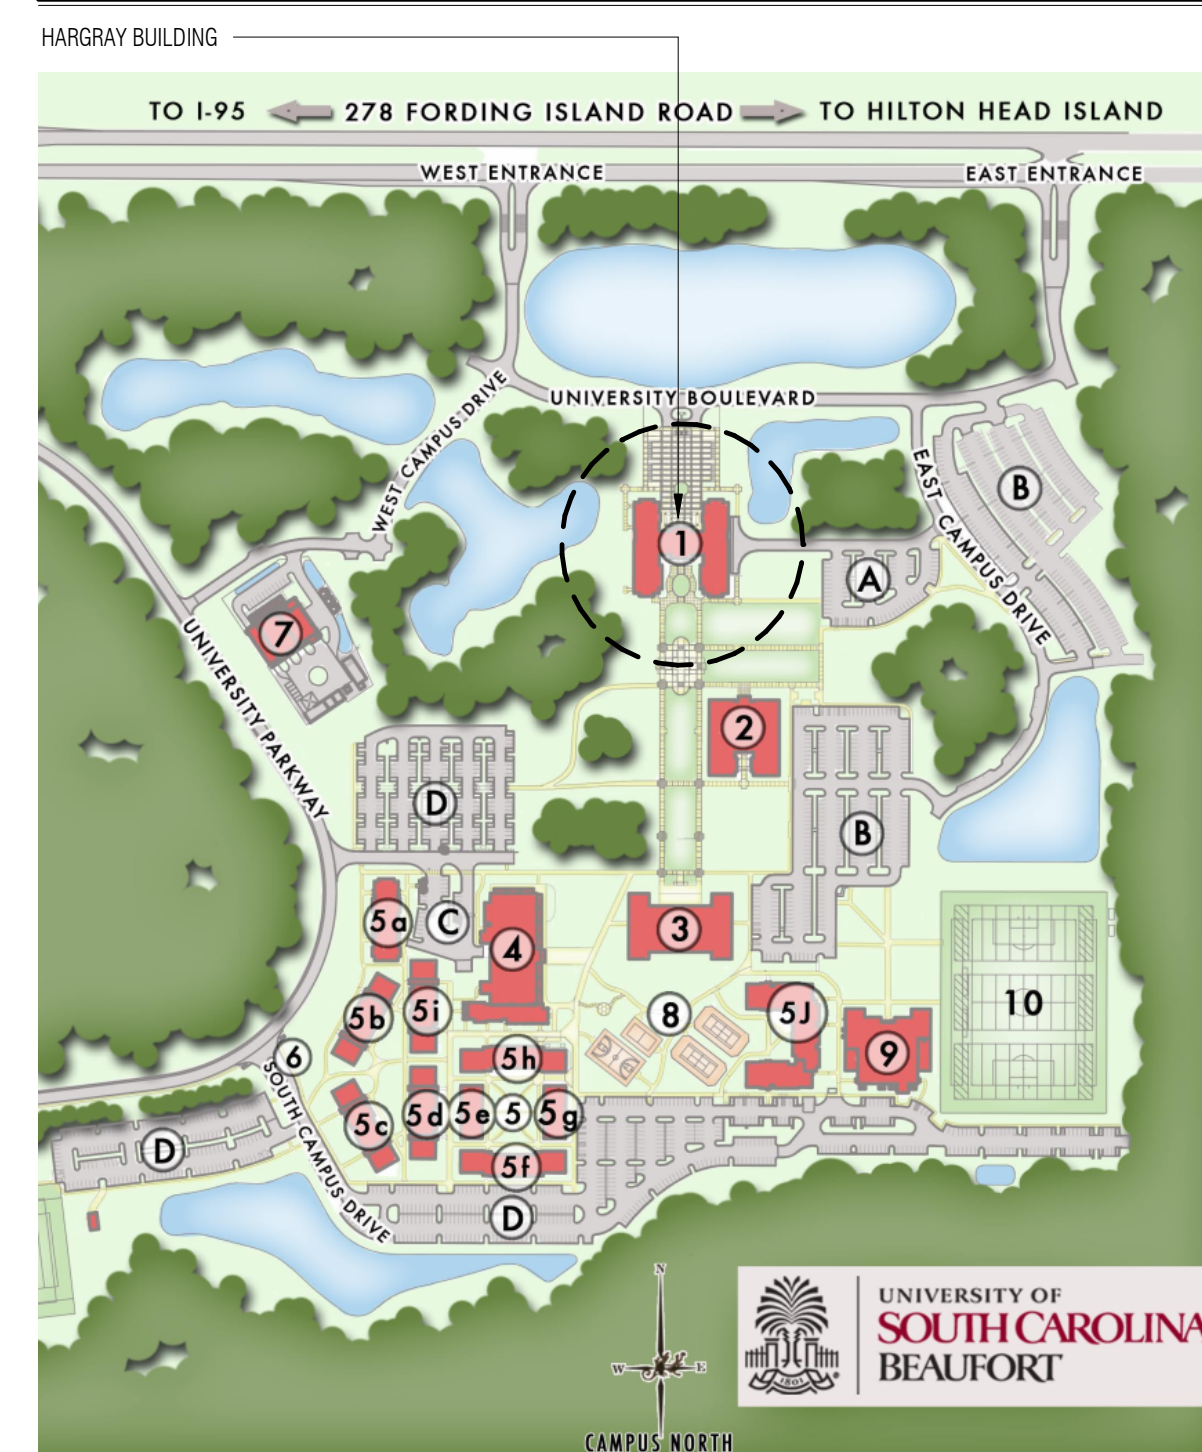 HARGRAY BUILDING
TO I-95 278 FORDING ISLAND ROAD TO HILTON HEAD ISLAND
WEST ENTRANCE EAST ENTRANCE
UNIVERSITY BOULEVARD
WEST CAMPUS DRIVE
EAST CAMPUS DRIVE
B
1
A
7
UNIVERSITY PARKWAY
2
D
B
5a
C
4
3
5b
5i
8
5J
10
6
5h
9
SOUTH CAMPUS DRIVE
5c
5d
5e
5
5g
D
5f
D
N
W E
CAMPUS NORTH
1801
UNIVERSITY OF
SOUTH CAROLINA
BEAUFORT